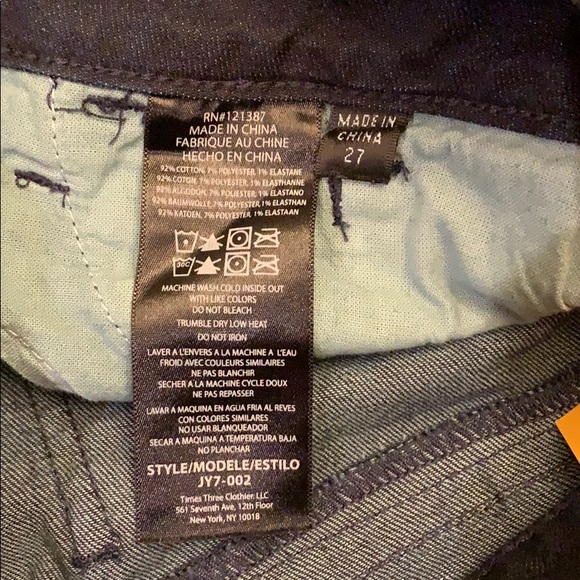 RN#121387
MADE IN CHINA
FABRIQUE AU CHINE
HECHO EN CHINA
92% COTTON, 7% POLYESTER, 1% ELASTANE
92% COTON, 7% POLYESTER, 1% ELASTHANNE
92% ALGODON, 7% POLIESTER, 1% ELASTANO
92% BAUMWOLLE, 7% POLYESTER, 1% ELASTHAN
92% KATOEN, 7% POLYESTER, 1% ELASTAAN
30C
MACHINE WASH COLD INSIDE OUT
WITH LIKE COLORS
DO NOT BLEACH
TRUMBLE DRY LOW HEAT
DO NOT IRON
LAVER A L'ENVERS A LA MACHINE A L'EAU
FROID AVEC COULEURS SIMILAIRES
NE PAS BLANCHIR
SECHER A LA MACHINE CYCLE DOUX
NE PAS REPASSER
LAVAR A MAQUINA EN AGUA FRIA AL REVES
CON COLORES SIMILARES
NO USAR BLANQUEADOR
SECAR A MAQUINA A TEMPERATURA BAJA
NO PLANCHAR
STYLE/MODELE/ESTILO
JY7-002
Times Three Clothier, LLC
561 Seventh Ave, 12th Floor
New York, NY 10018
MADE IN
CHINA
27